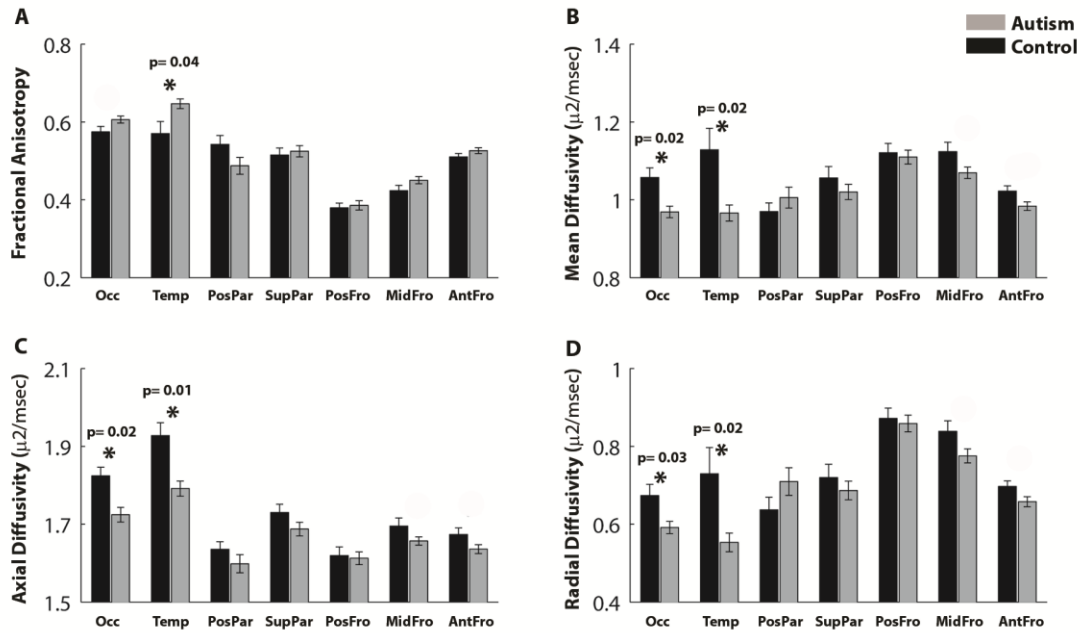 A
B
Autism
Control
Fractional Anisotropy
0.8
0.6
0.4
0.2
p= 0.04
*
Occ Temp PosPar SupPar PosFro MidFro AntFro
Mean Diffusivity (μ2/msec)
1.4
1.2
1
0.8
p= 0.02
*
p= 0.02
*
Occ Temp PosPar SupPar PosFro MidFro AntFro
C
Axial Diffusivity (μ2/msec)
2.1
1.9
1.7
1.5
p= 0.02
*
p= 0.01
*
Occ Temp PosPar SupPar PosFro MidFro AntFro
D
Radial Diffusivity (μ2/msec)
1
0.8
0.6
0.4
p= 0.03
*
p= 0.02
*
Occ Temp PosPar SupPar PosFro MidFro AntFro